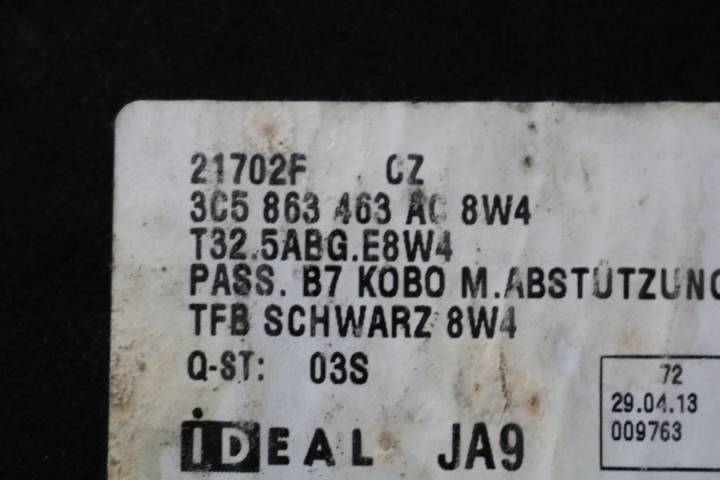 21702F CZ
3C5 863 463 AC 8W4
T32.5ABG.E8W4
PASS. B7 KOBO M.ABSTÜTZUNG
TFB SCHWARZ 8W4
Q-ST: 03S
72
29.04.13
009763
iDEAL JA9